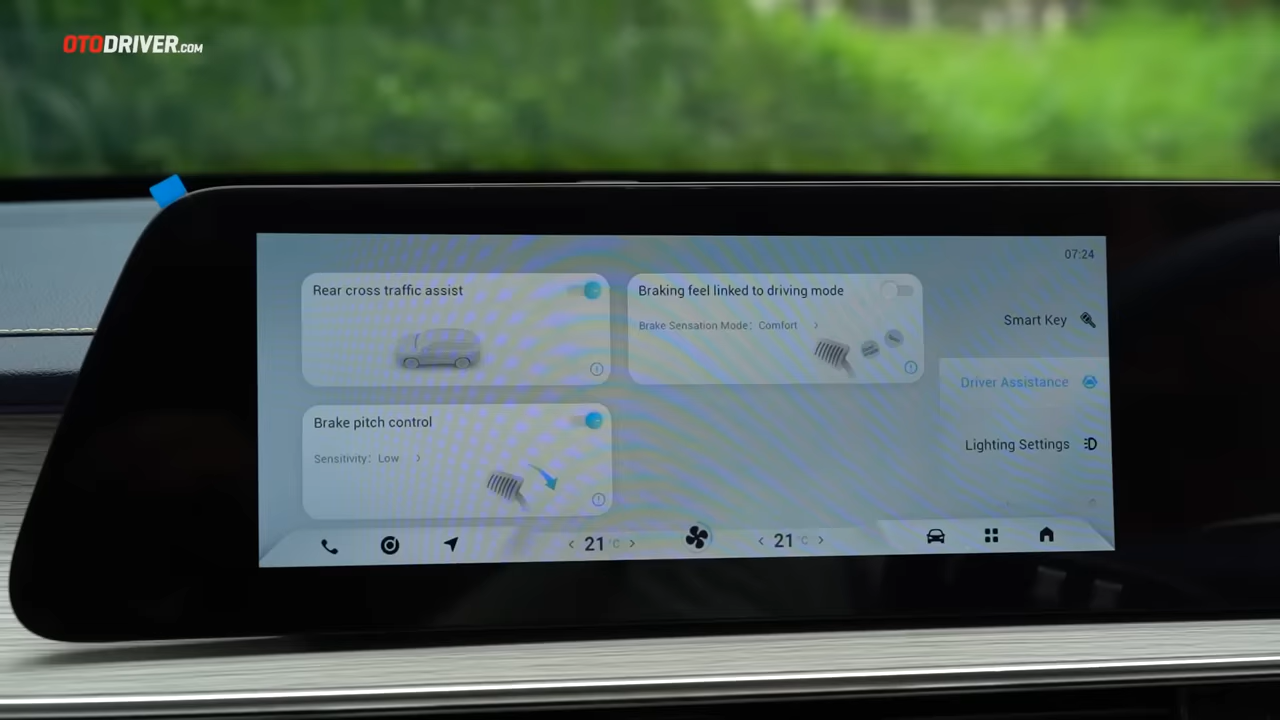 OTODRIVER.COM
07:24
Rear cross traffic assist
Braking feel linked to driving mode
Brake Sensation Mode: Comfort >
Smart Key
Driver Assistance
Brake pitch control
Sensitivity: Low >
Lighting Settings
< 21°C >
< 21°C >